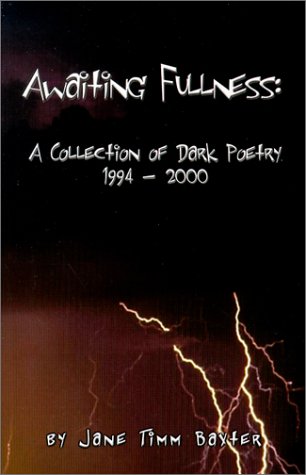 Awaiting Fullness:
A Collection of Dark Poetry
1994 – 2000
by Jane Timm Baxter